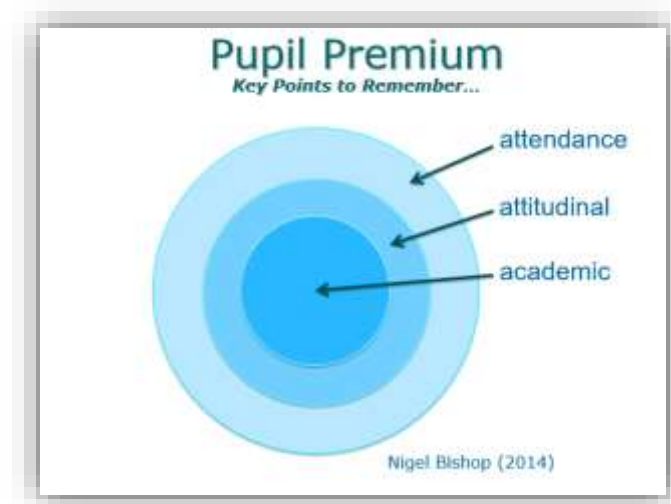 Pupil Premium
Key Points to Remember...
attendance
attitudinal
academic
Nigel Bishop (2014)